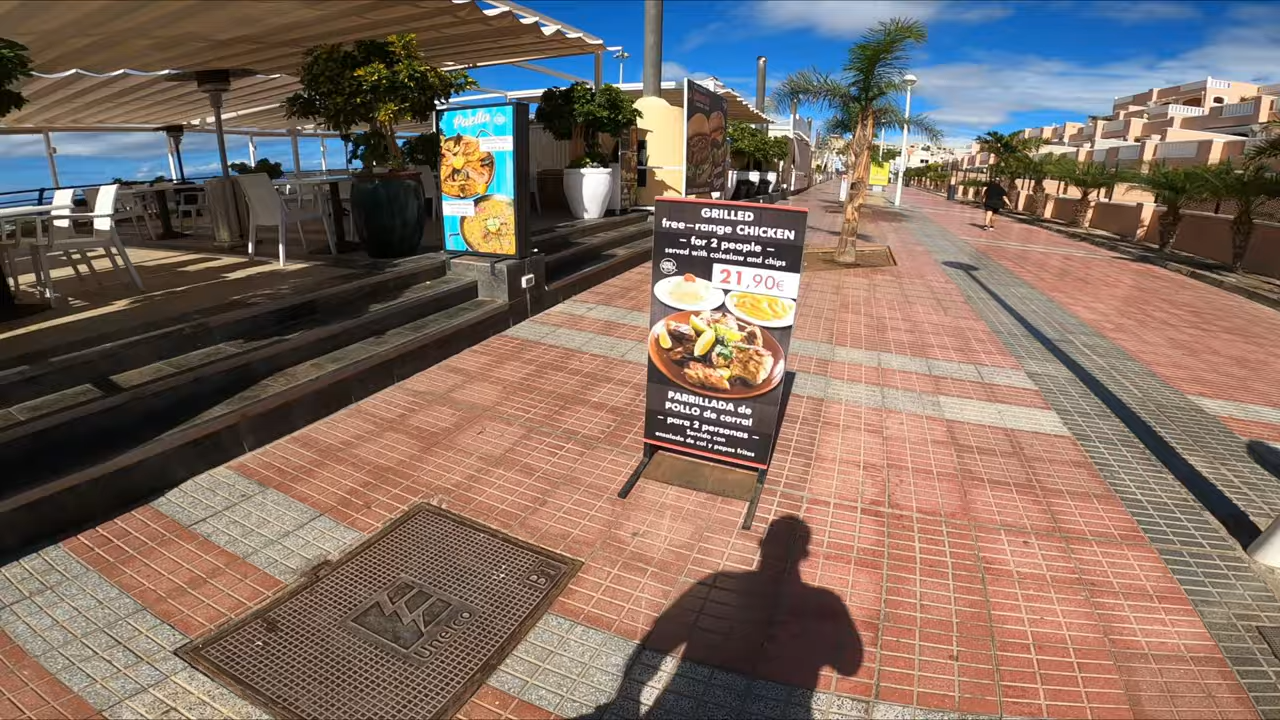 Paella
GRILLED
free-range CHICKEN
- for 2 people -
served with coleslaw and chips
21,90€
PARRILLADA de
POLLO de corral
- para 2 personas -
Servido con
ensalada de col y papas fritas
Unelco